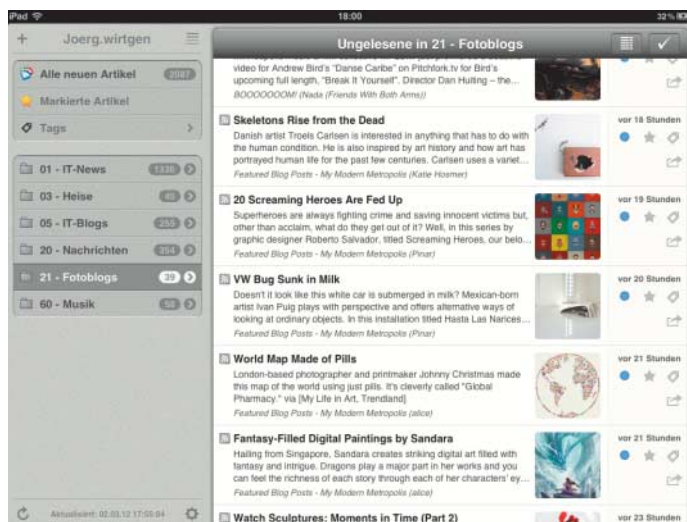 iPad
18:00
32%
+ Joerg.wirtgen
Alle neuen Artikel 2087
Markierte Artikel
Tags
01 - IT-News
03 - Heise
05 - IT-Blogs
20 - Nachrichten
21 - Fotoblogs 39
60 - Musik
Aktualisiert: 02.03.12
Ungelesene in 21 - Fotoblogs
video for Andrew Bird's "Danse Caribe" on Pitchfork.tv for Bird's
upcoming full length, "Break It Yourself". Director Dan Huiting – the…
BOOOOOOOM! (Nada (Friends With Both Arms))
Skeletons Rise from the Dead
vor 18 Stunden
Danish artist Troels Carlsen is interested in anything that has to do with
the human condition. He is also inspired by art history and how art has
portrayed human life for the past few centuries. Carlsen uses a variet…
Featured Blog Posts - My Modern Metropolis (Katie Hosmer)
20 Screaming Heroes Are Fed Up
vor 19 Stunden
Superheroes are always fighting crime and saving innocent victims but,
other than acclaim, what do they get out of it? Well, in this series by
graphic designer Roberto Salvador, titled Screaming Heroes, our belo…
Featured Blog Posts - My Modern Metropolis (Pinar)
VW Bug Sunk in Milk
vor 20 Stunden
Doesn't it look like this white car is submerged in milk? Mexican-born
artist Ivan Puig plays with perspective and offers alternative ways of
looking at ordinary objects. In this installation titled Hasta Las Narices…
Featured Blog Posts - My Modern Metropolis (Pinar)
World Map Made of Pills
vor 21 Stunden
London-based photographer and printmaker Johnny Christmas made
this map of the world using just pills. It's cleverly called "Global
Pharmacy." via [My Life in Art, Trendland]
Featured Blog Posts - My Modern Metropolis (alice)
Fantasy-Filled Digital Paintings by Sandara
vor 21 Stunden
Hailing from Singapore, Sandara creates striking digital art filled with
fantasy and intrigue. Dragons play a major part in her works and you
can feel the richness of each story through each of her characters' ey…
Featured Blog Posts - My Modern Metropolis (alice)
Watch Sculptures: Moments in Time (Part 2)
vor 23 Stunden